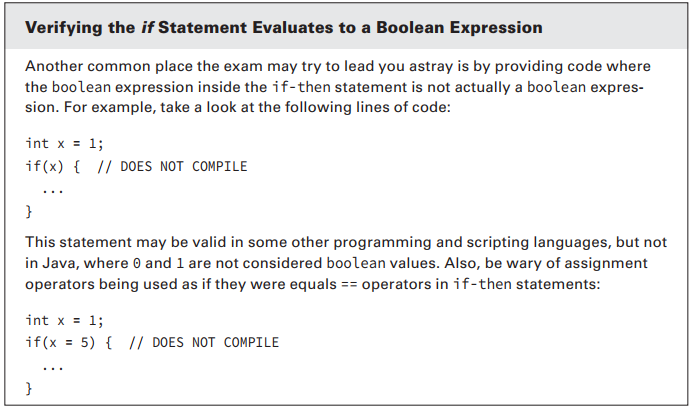 Verifying the if Statement Evaluates to a Boolean Expression
Another common place the exam may try to lead you astray is by providing code where
the boolean expression inside the if-then statement is not actually a boolean expres-
sion. For example, take a look at the following lines of code:
int x = 1;
if(x) {  // DOES NOT COMPILE
  ...
}
This statement may be valid in some other programming and scripting languages, but not
in Java, where 0 and 1 are not considered boolean values. Also, be wary of assignment
operators being used as if they were equals == operators in if-then statements:
int x = 1;
if(x = 5) {  // DOES NOT COMPILE
  ...
}